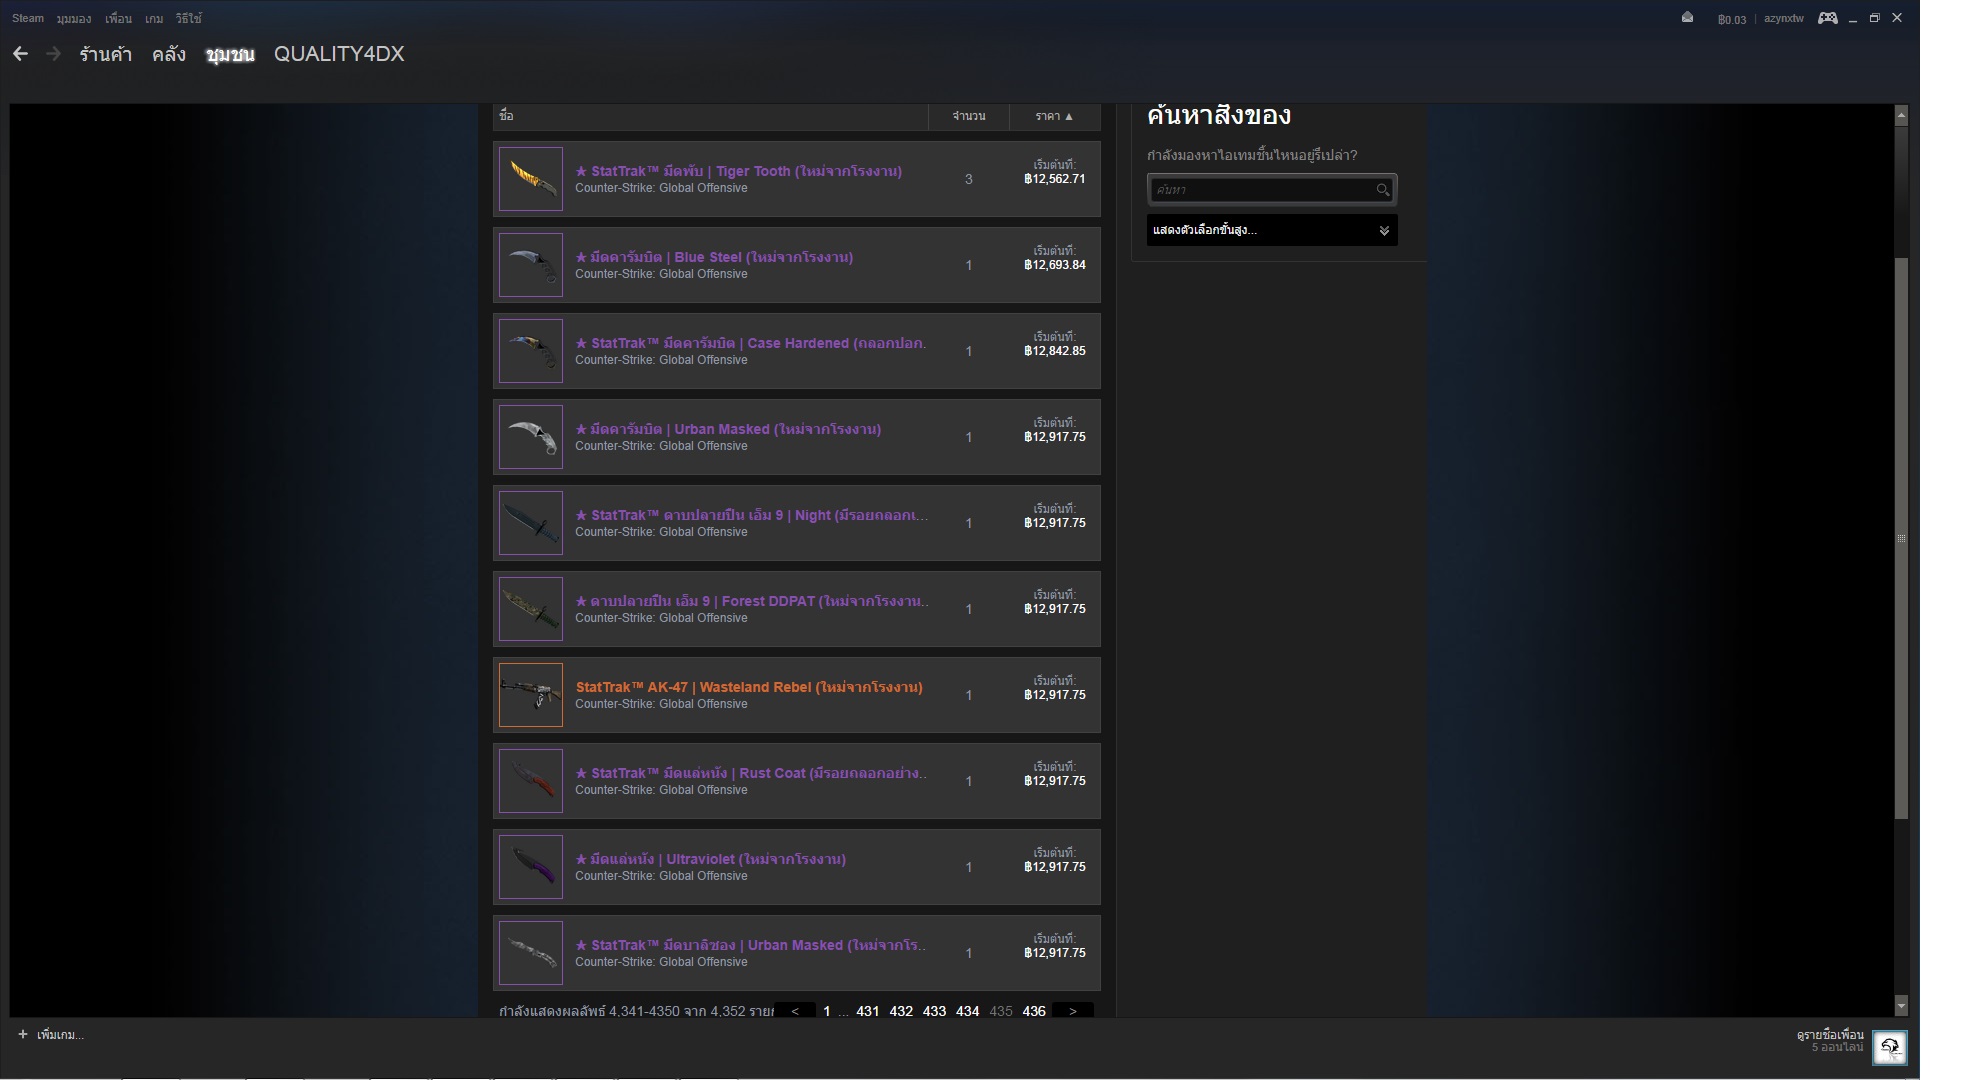 Steam มุมมอง เพื่อน เกม วิธีใช้
฿0.03 | azynxtw
ร้านค้า คลัง ชุมชน QUALITY4DX
ชื่อ จำนวน ราคา ▲
★ StatTrak™ มีดพับ | Tiger Tooth (ใหม่จากโรงงาน)
Counter-Strike: Global Offensive
3
เริ่มต้นที่:
฿12,562.71
★ มีดคารัมบิต | Blue Steel (ใหม่จากโรงงาน)
Counter-Strike: Global Offensive
1
เริ่มต้นที่:
฿12,693.84
★ StatTrak™ มีดคารัมบิต | Case Hardened (ถลอกปอก..
Counter-Strike: Global Offensive
1
เริ่มต้นที่:
฿12,842.85
★ มีดคารัมบิต | Urban Masked (ใหม่จากโรงงาน)
Counter-Strike: Global Offensive
1
เริ่มต้นที่:
฿12,917.75
★ StatTrak™ ดาบปลายปืน เอ็ม 9 | Night (มีรอยถลอกเ...
Counter-Strike: Global Offensive
1
เริ่มต้นที่:
฿12,917.75
★ ดาบปลายปืน เอ็ม 9 | Forest DDPAT (ใหม่จากโรงงาน..
Counter-Strike: Global Offensive
1
เริ่มต้นที่:
฿12,917.75
StatTrak™ AK-47 | Wasteland Rebel (ใหม่จากโรงงาน)
Counter-Strike: Global Offensive
1
เริ่มต้นที่:
฿12,917.75
★ StatTrak™ มีดแล่หนัง | Rust Coat (มีรอยถลอกอย่าง..
Counter-Strike: Global Offensive
1
เริ่มต้นที่:
฿12,917.75
★ มีดแล่หนัง | Ultraviolet (ใหม่จากโรงงาน)
Counter-Strike: Global Offensive
1
เริ่มต้นที่:
฿12,917.75
★ StatTrak™ มีดบาลิซอง | Urban Masked (ใหม่จากโร..
Counter-Strike: Global Offensive
1
เริ่มต้นที่:
฿12,917.75
กำลังแสดงผลลัพธ์ 4,341-4350 จาก 4,352 ราย < 1 ... 431 432 433 434 435 436 >
ค้นหาสิ่งของ
กำลังมองหาไอเทมชิ้นไหนอยู่รึเปล่า?
ค้นหา
แสดงตัวเลือกขั้นสูง...
+ เพิ่มเกม...
ดูรายชื่อเพื่อน
5 ออนไลน์